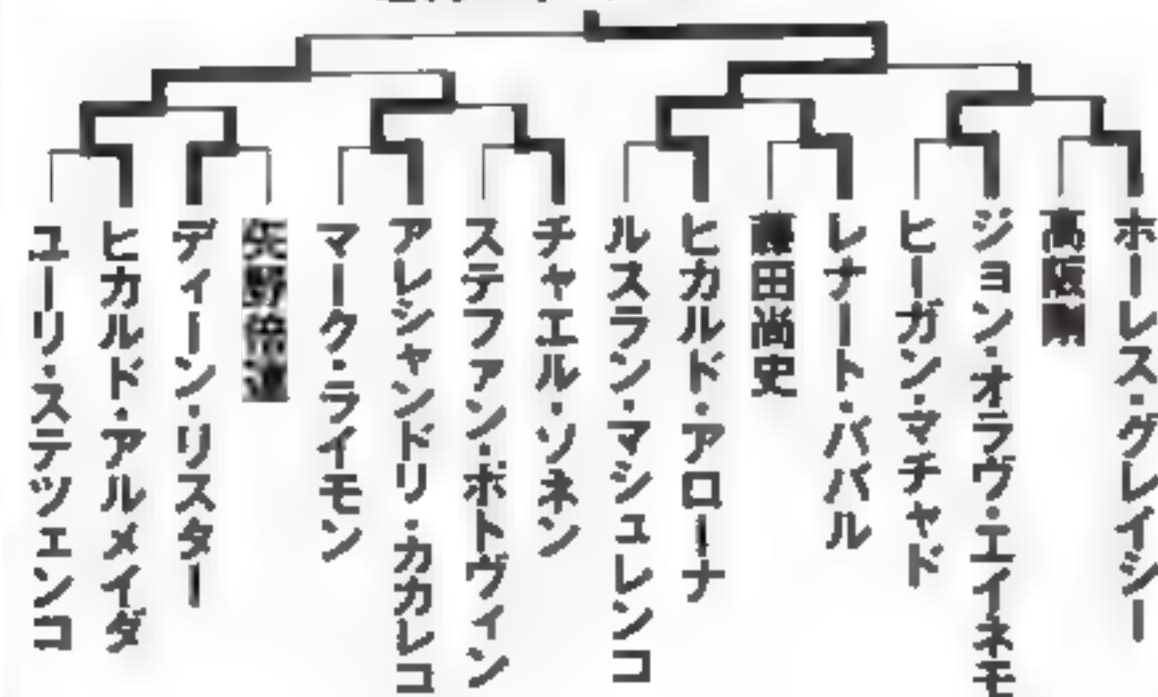 ユーリ・ステツェンコ
ヒカルド・アルメイダ
ディーン・リスター
矢野倍達
マーク・ライモン
アレシャンドリ・カカレコ
ステファン・ポトヴィン
チャエル・ソネン
ルスラン・マシュレンコ
ヒカルド・アローナ
藤田尚史
レナート・ババル
ヒーガン・マチャド
ジョン・オラヴ・エイネモ
高阪剛
ホーレス・グレイシー